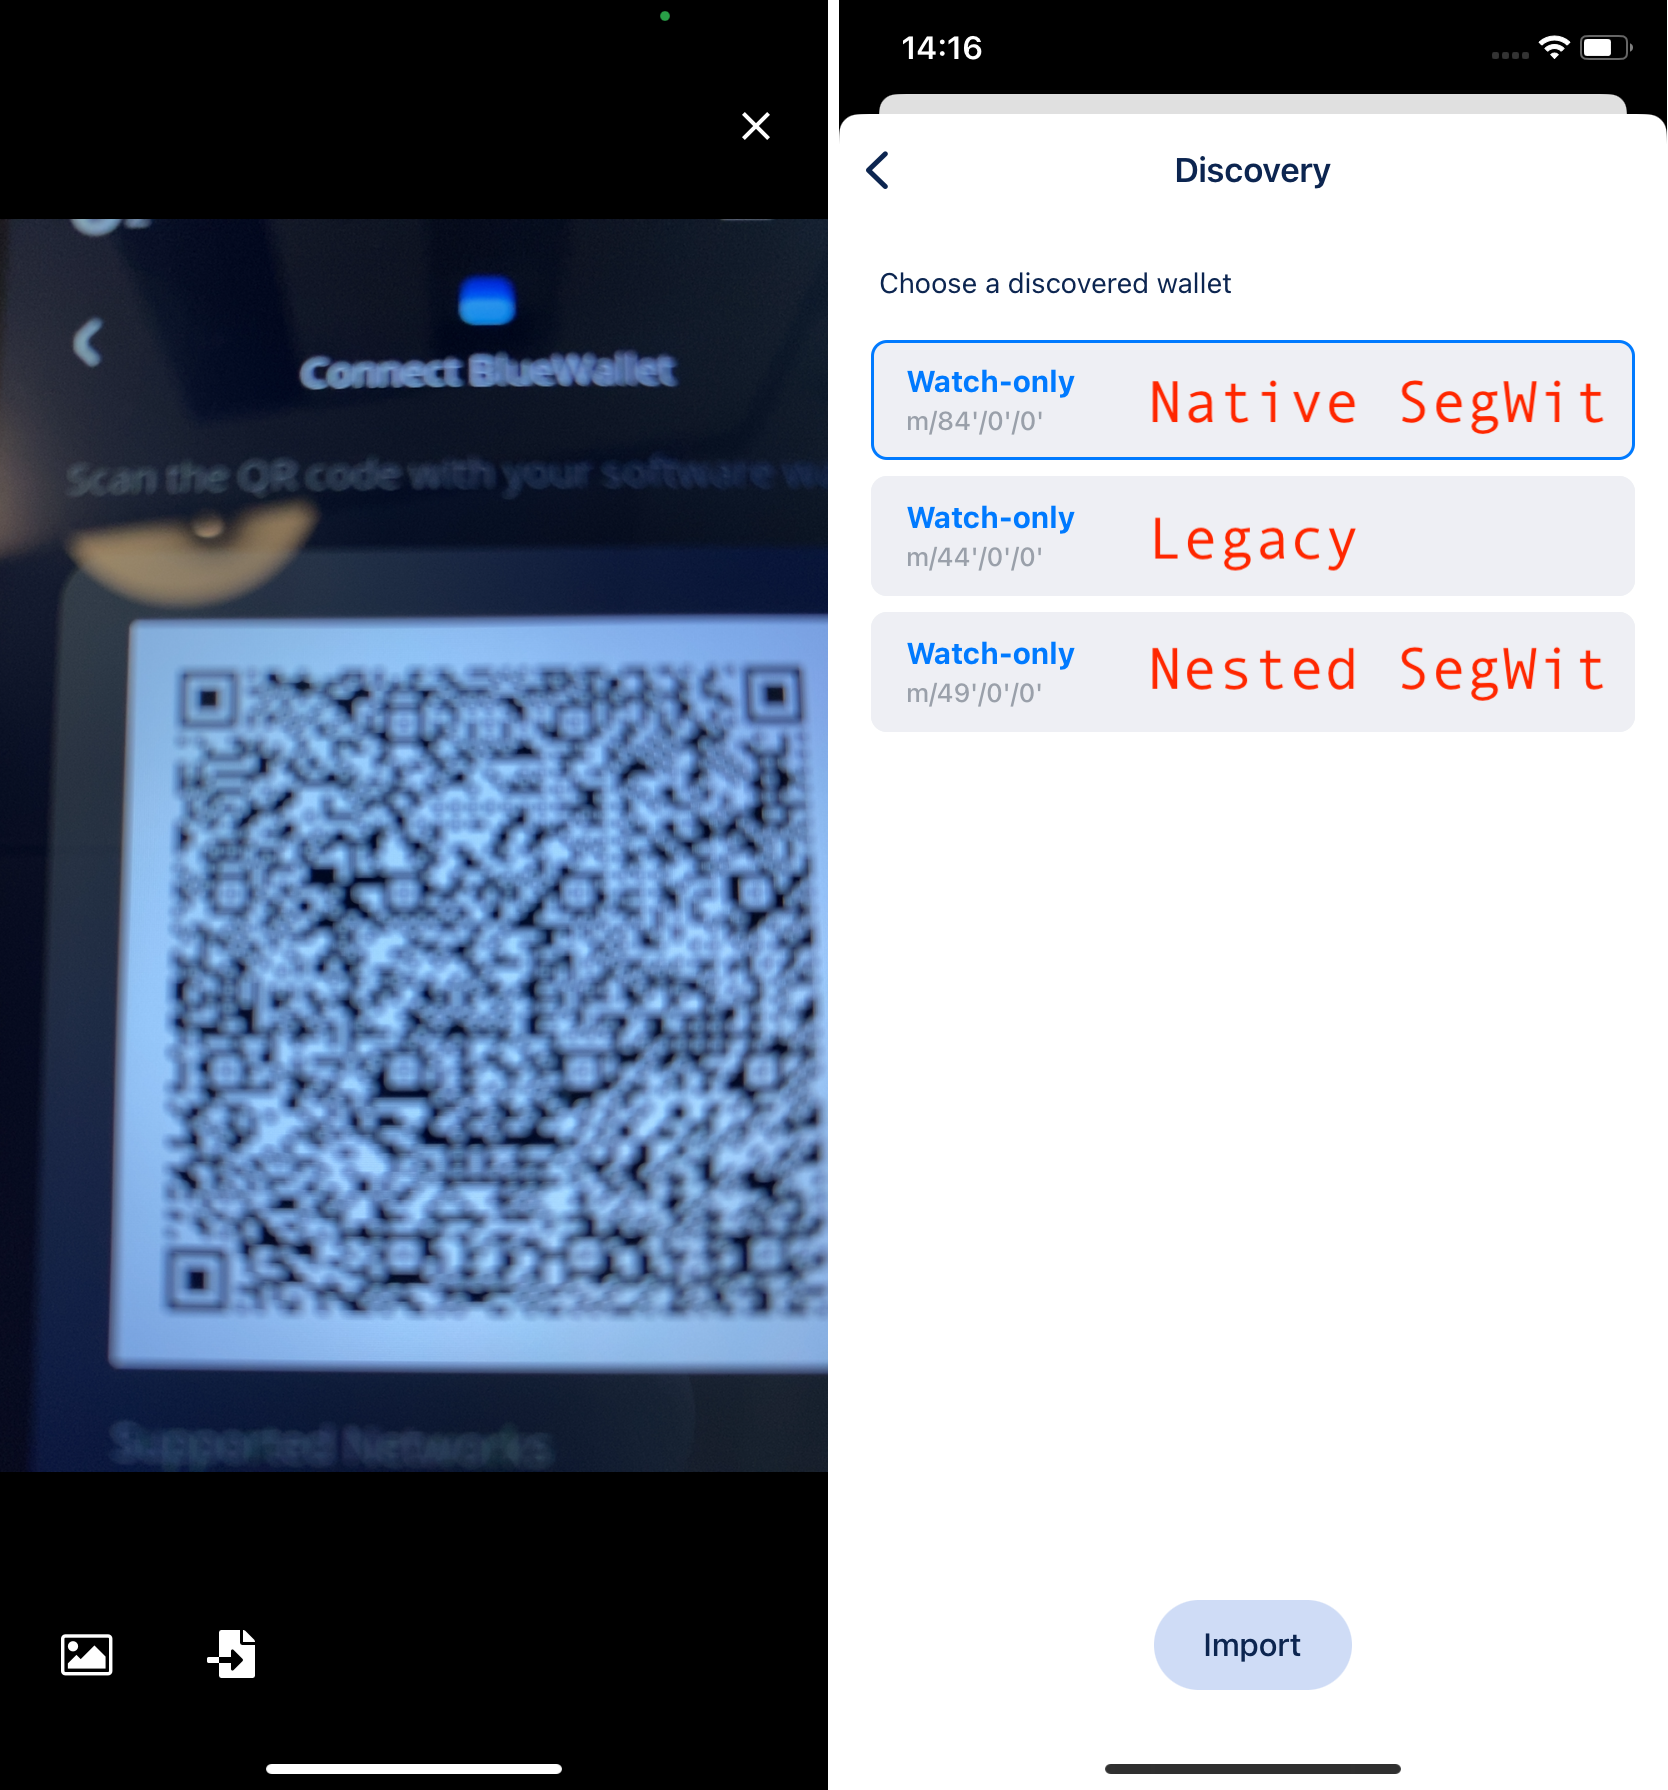 Connect BlueWallet
Scan the QR code with your software
Supported Networks
14:16
Discovery
Choose a discovered wallet
Watch-only
m/84'/0'/0'
Native SegWit
Watch-only
m/44'/0'/0'
Legacy
Watch-only
m/49'/0'/0'
Nested SegWit
Import